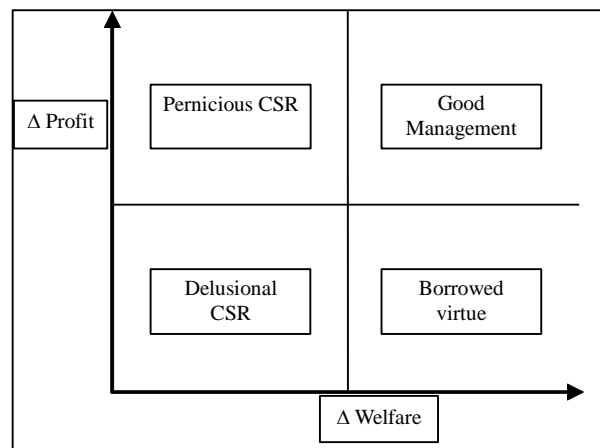 Pernicious CSR
Good
Management
Δ Profit
Delusional
CSR
Borrowed
virtue
Δ Welfare